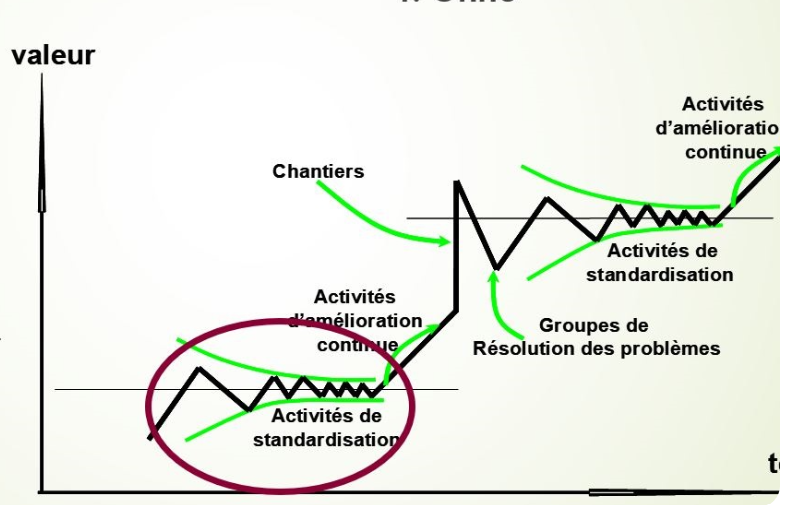 valeur
Activités
d'amélioratio
continue
Chantiers
Activités de
standardisation
Activités
d'amélioration
continue
Groupes de
Résolution des problèmes
Activités de
standardisation